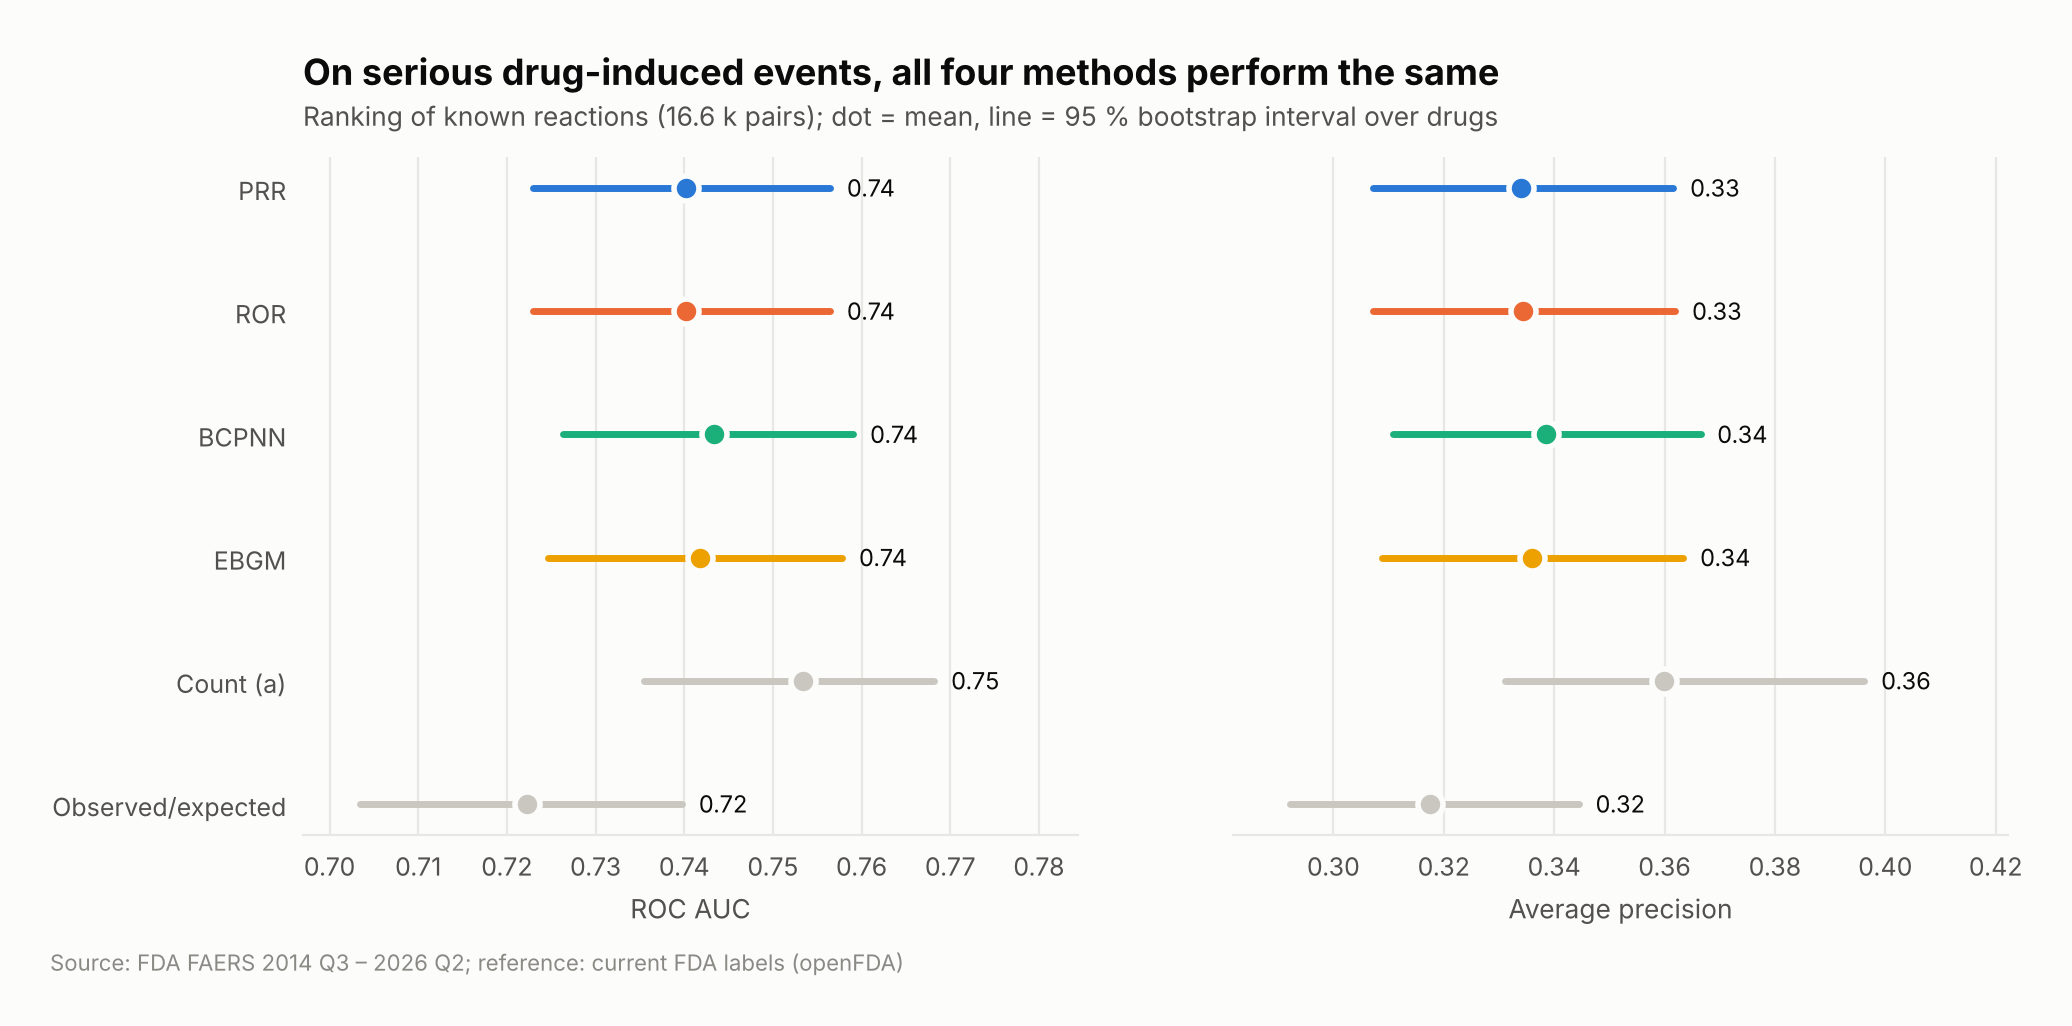 On serious drug-induced events, all four methods perform the same
Ranking of known reactions (16.6 k pairs); dot = mean, line = 95 % bootstrap interval over drugs
PRR 0.74 0.33
ROR 0.74 0.33
BCPNN 0.74 0.34
EBGM 0.74 0.34
Count (a) 0.75 0.36
Observed/expected 0.72 0.32
0.70 0.71 0.72 0.73 0.74 0.75 0.76 0.77 0.78 0.30 0.32 0.34 0.36 0.38 0.40 0.42
ROC AUC Average precision
Source: FDA FAERS 2014 Q3 – 2026 Q2; reference: current FDA labels (openFDA)